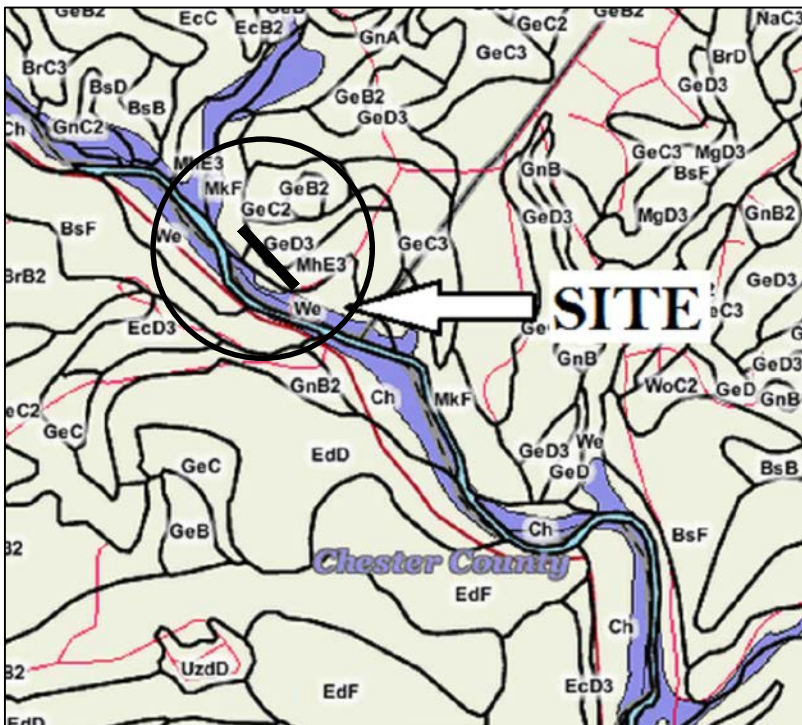 GeB2
EcC
GeB
EcB2
GnA
GeC2
GeB2
NaC3
GeC3
BrD
BrC3
BsD
BsB
GeB2
GeD3
GeD3
Ch
GnC2
MhE3
GnB
GeC3
MgD3
BsF
MkF
GeB2
GeC2
GeD3
MgD3
GnB2
BsF
We
GeD3
MhE3
GeC3
GeD3
BrB2
We
SITE
EcD3
GnB
GnB2
Ch
MkF
WoC2
GeD
GeD3
GnB
GeC
EdD
GeD3
We
GeD
BsB
GeC
GeB
Ch
BsF
Chester County
EdF
Ch
UzdD
EdF
EcD3
EdD